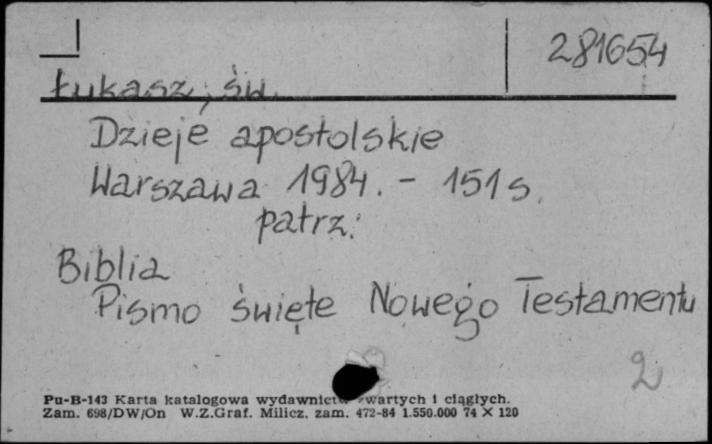 281654
Łukasz, św.
Dzieje apostolskie
Warszawa 1984. - 151 s.
patrz:
Biblia
Pismo święte Nowego Testamentu
2
Pu-B-143 Karta katalogowa wydawnictw zwartych i ciągłych.
Zam. 698/DW/On W.Z.Graf. Milicz, zam. 472-84 1.550.000 74 X 120